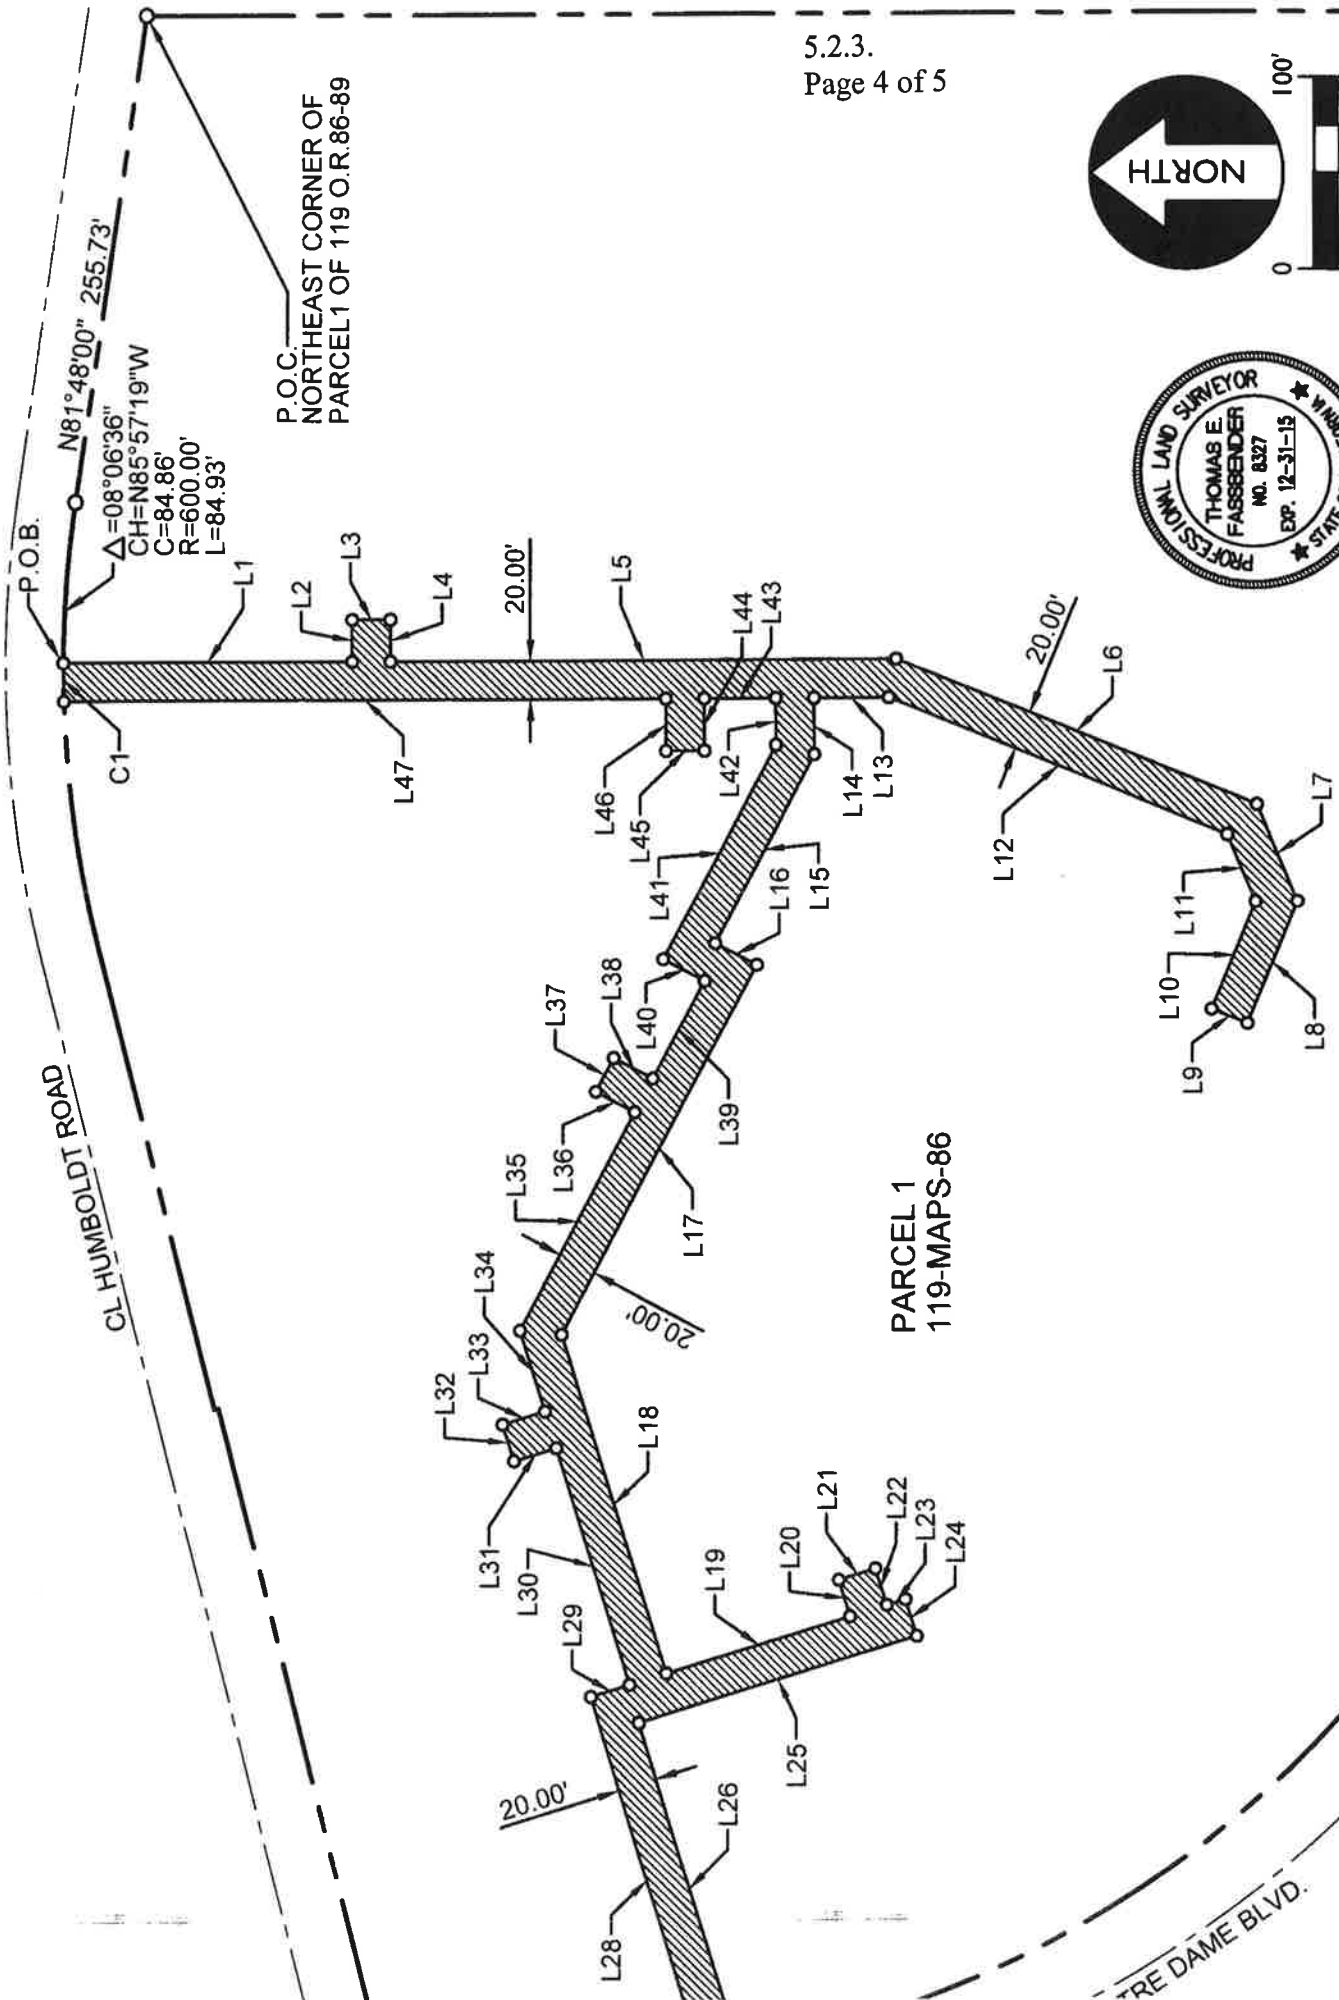 5.2.3.
Page 4 of 5
CL HUMBOLDT ROAD
P.O.B.
N81°48'00" 255.73'
△=08°06'36"
CH=N85°57'19"W
C=84.86'
R=600.00'
L=84.93'
P.O.C.
NORTHEAST CORNER OF
PARCEL1 OF 119 O.R.86-89
C1
L1
L2
L3
L4
20.00'
L5
L47
L46
L45
L44
L43
L42
L14
L13
L41
L16
L15
L12
20.00'
L6
L7
L11
L10
L9
L8
L40
L38
L37
L39
L36
L35
L17
20.00'
L34
L33
L32
L31
L30
L18
L29
L19
L20
L21
L22
L23
L24
L25
20.00'
L26
L28
PARCEL 1
119-MAPS-86
NORTH
0
100'
PROFESSIONAL LAND SURVEYOR
THOMAS E.
FASSBENDER
NO. 8327
EXP. 12-31-15
TRE DAME BLVD.